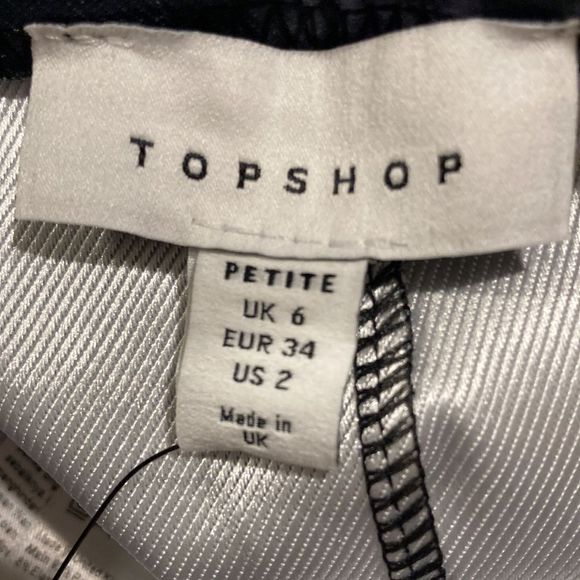 TOPSHOP
PETITE
UK 6
EUR 34
US 2
Made in
UK